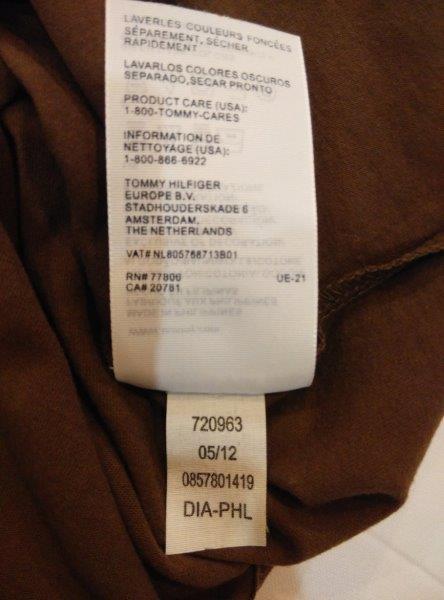 LAVERLES COULEURS FONCÉES
SÉPAREMENT, SÉCHER
RAPIDEMENT
LAVARLOS COLORES OSCUROS
SEPARADO,SECAR PRONTO
PRODUCT CARE (USA):
1-800-TOMMY-CARES
INFORMATION DE
NETTOYAGE (USA):
1-800-866-6922
TOMMY HILFIGER
EUROPE B.V.
STADHOUDERSKADE 6
AMSTERDAM,
THE NETHERLANDS
VAT# NL805768713B01
RN# 77806 UE-21
CA# 20781
720963
05/12
0857801419
DIA-PHL